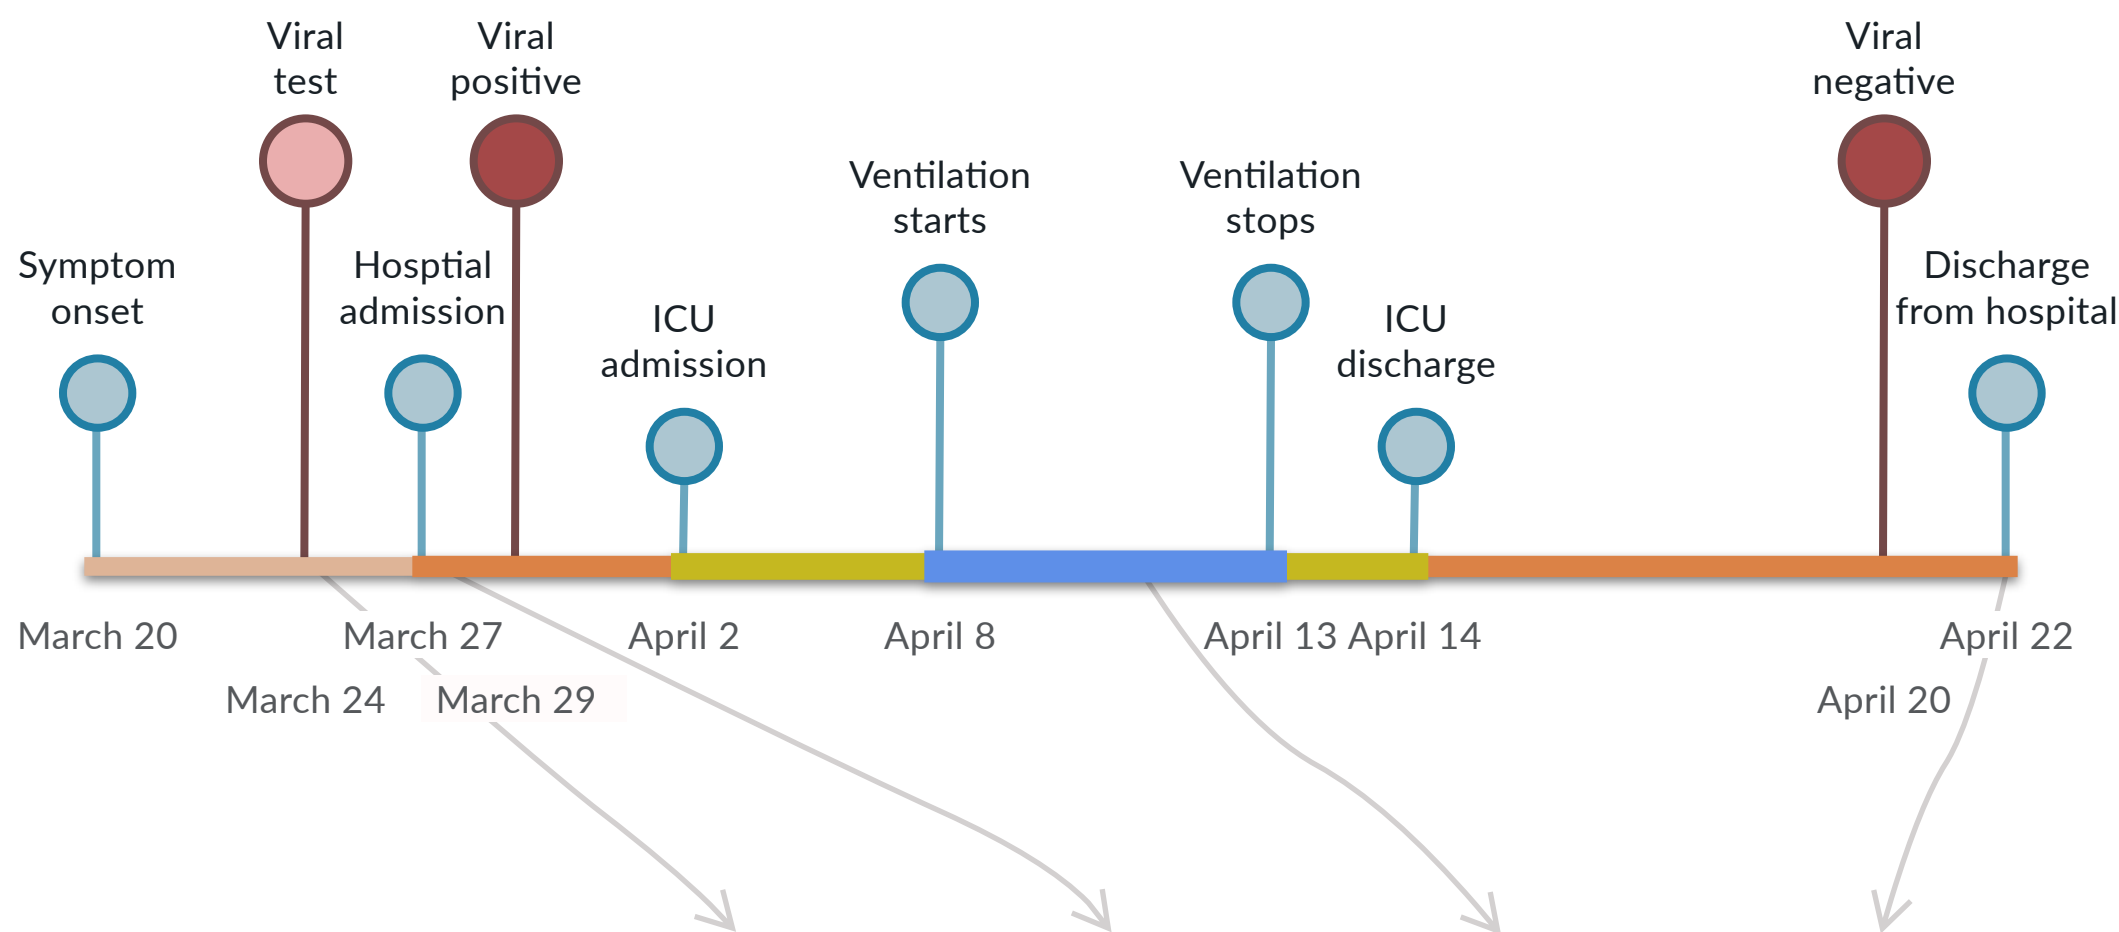 Viral
test
Viral
positive
Viral
negative
Ventilation
starts
Ventilation
stops
Symptom
onset
Hosptial
admission
Discharge
from hospital
ICU
admission
ICU
discharge
March 20
March 27
April 2
April 8
April 13
April 14
April 22
March 24
March 29
April 20